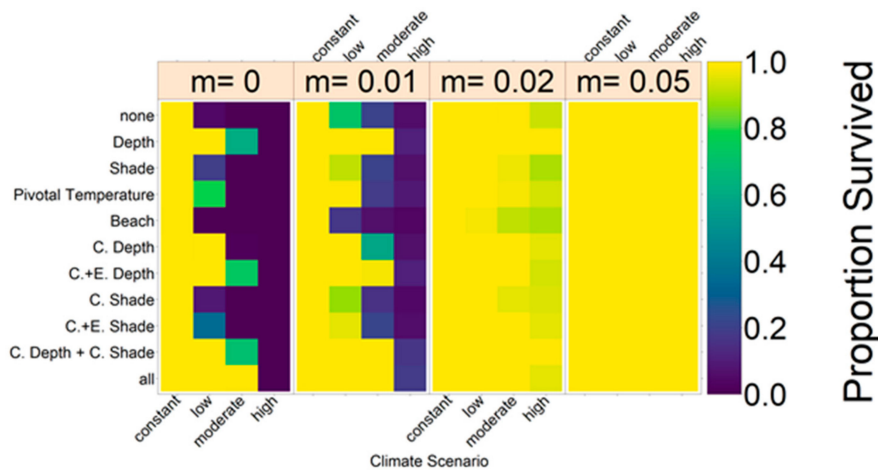 constant low moderate high constant low moderate high
m= 0 m= 0.01 m= 0.02 m= 0.05
none
Depth
Shade
Pivotal Temperature
Beach
C. Depth
C.+E. Depth
C. Shade
C.+E. Shade
C. Depth + C. Shade
all
constant low moderate high constant low moderate high
Climate Scenario
1.0
0.8
0.6
0.4
0.2
0.0
Proportion Survived